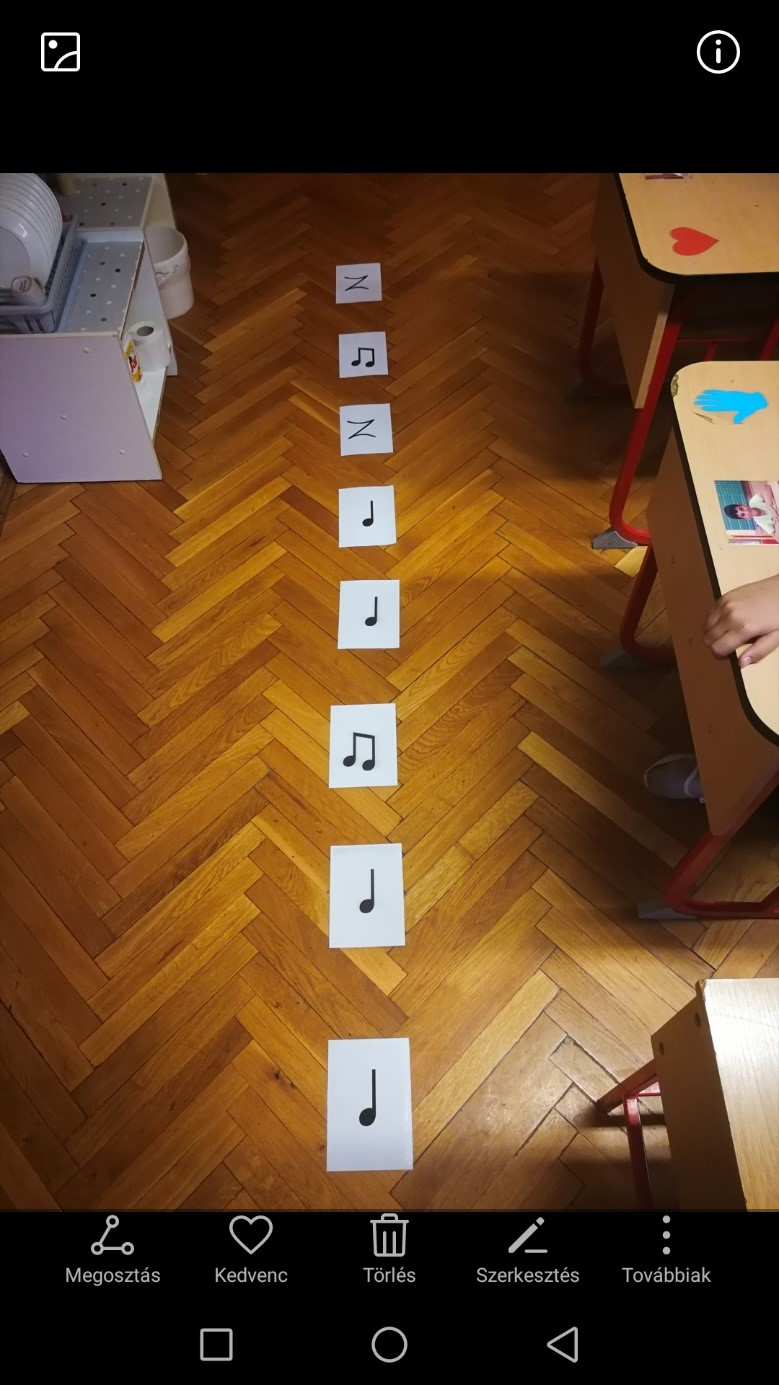 Megosztás
Kedvenc
Törlés
Szerkesztés
Továbbiak